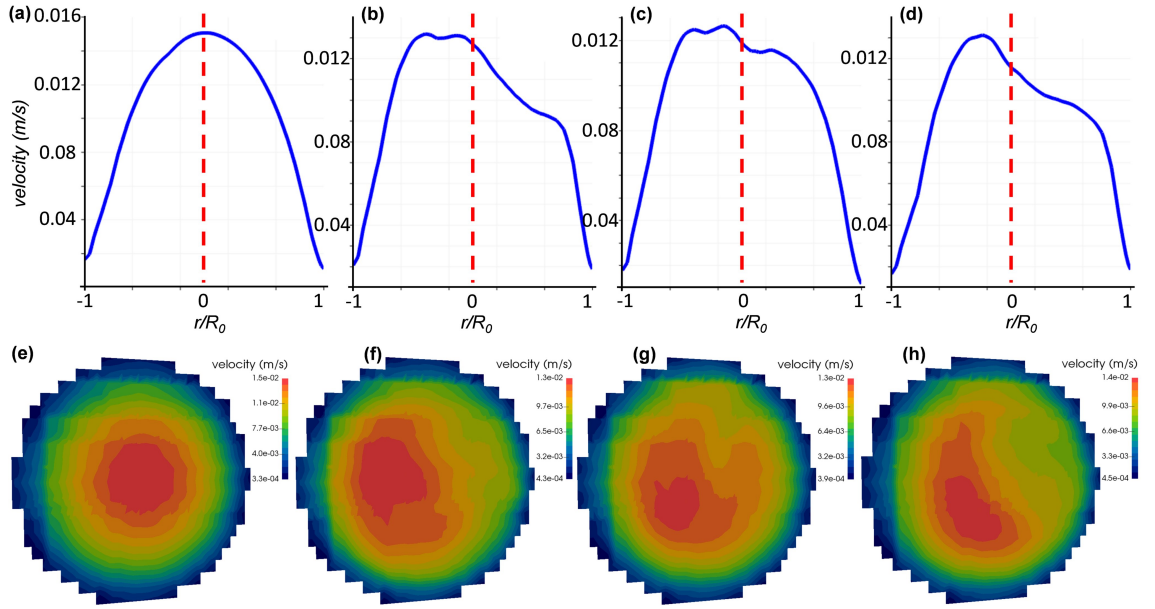 (a)
(b)
(c)
(d)
velocity (m/s)
0.016
0.012
0.08
0.04
-1
0
1
r/R0
0.012
0.08
0.04
-1
0
1
r/R0
0.012
0.08
0.04
-1
0
1
r/R0
0.012
0.08
0.04
-1
0
1
r/R0
(e)
velocity (m/s)
1.5e-02
1.1e-02
7.7e-03
5.4e-03
3.3e-04
(f)
velocity (m/s)
1.3e-02
9.7e-03
6.5e-03
3.2e-03
4.3e-04
(g)
velocity (m/s)
1.3e-02
9.6e-03
6.4e-03
3.2e-03
3.9e-04
(h)
velocity (m/s)
1.4e-02
1.0e-02
6.8e-03
3.3e-03
4.5e-04